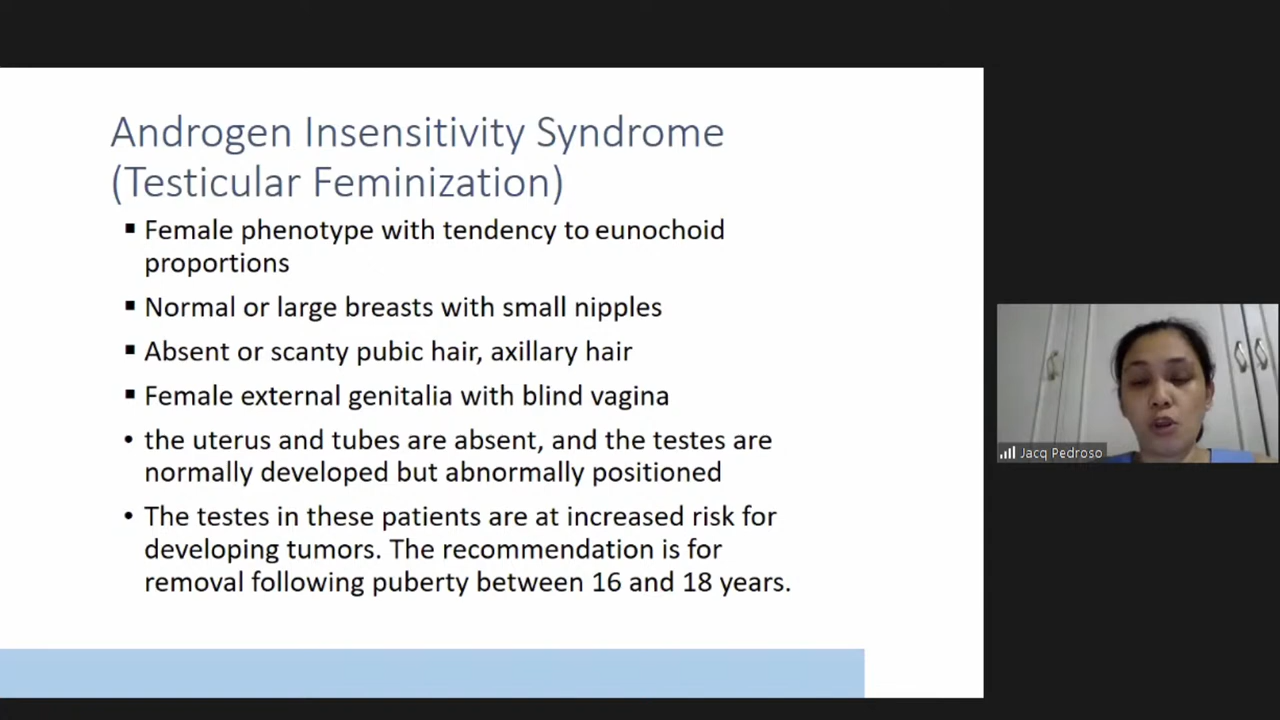 Androgen Insensitivity Syndrome
(Testicular Feminization)
▪ Female phenotype with tendency to eunochoid
proportions
▪ Normal or large breasts with small nipples
▪ Absent or scanty pubic hair, axillary hair
▪ Female external genitalia with blind vagina
• the uterus and tubes are absent, and the testes are
normally developed but abnormally positioned
• The testes in these patients are at increased risk for
developing tumors. The recommendation is for
removal following puberty between 16 and 18 years.
Jacq Pedroso